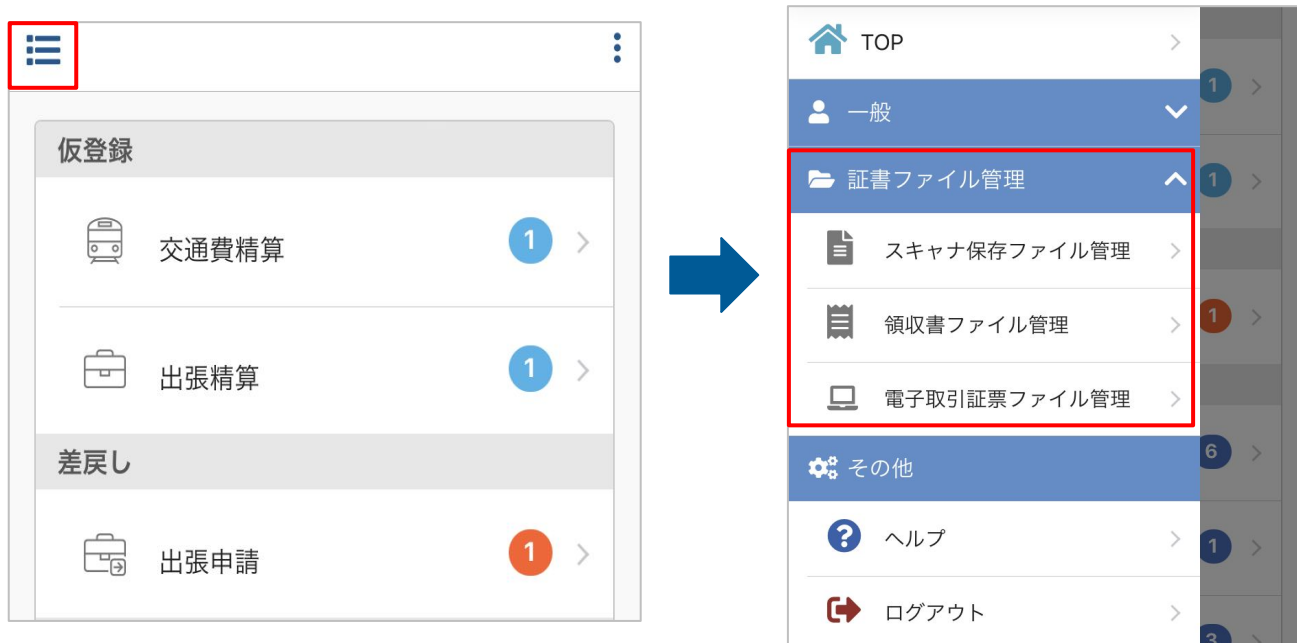 仮登録
交通費精算
1
出張精算
1
差戻し
出張申請
1
TOP
一般
証書ファイル管理
スキャナ保存ファイル管理
領収書ファイル管理
電子取引証票ファイル管理
その他
ヘルプ
ログアウト
1
1
1
6
1
3